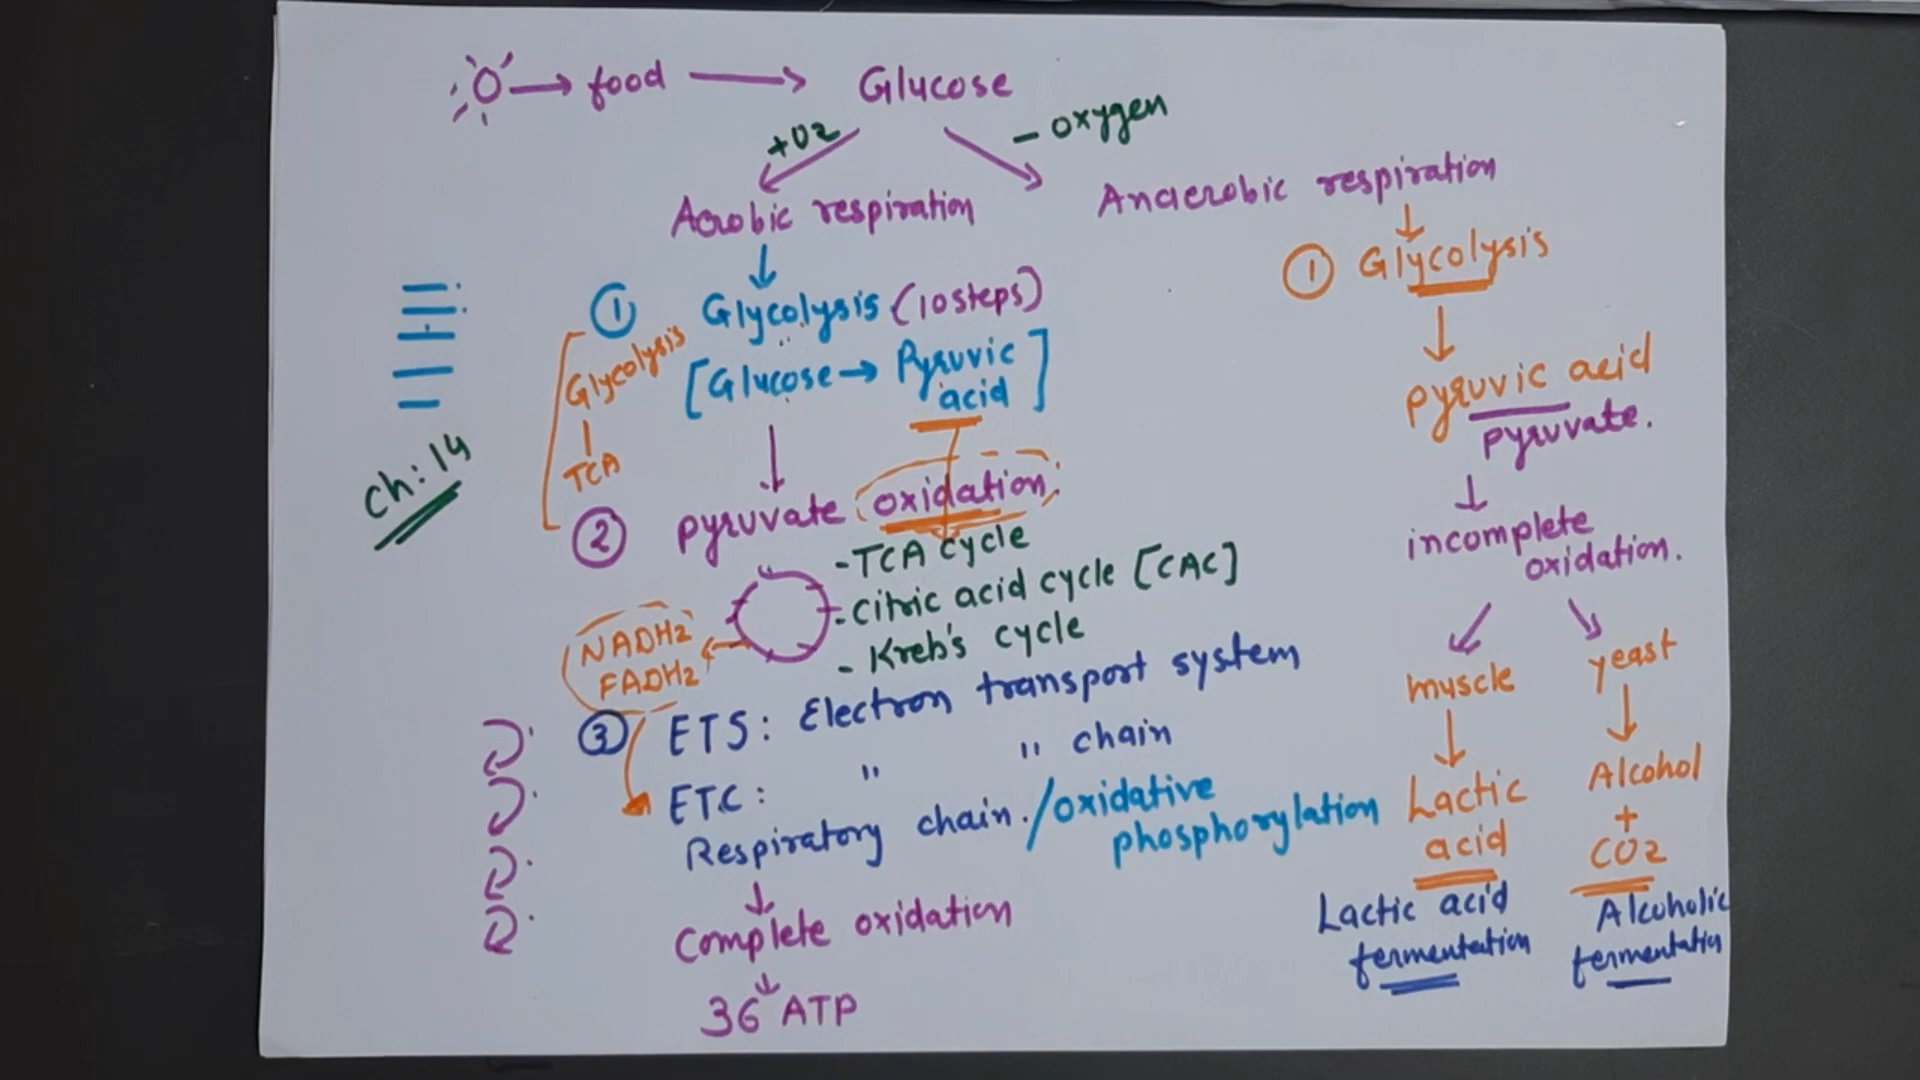 food → Glucose
+O2
- oxygen
Aerobic respiration
Anaerobic respiration
① Glycolysis (10 steps)
[Glucose → Pyruvic
acid]
Glycolysis
TCA
ch: 14
② pyruvate oxidation
-TCA cycle
-citric acid cycle [CAC]
- Kreb's cycle
NADH2
FADH2
③ ETS: Electron transport system
ETC: " " chain
Respiratory chain./oxidative
phosphorylation
Complete oxidation
36 ATP
① Glycolysis
pyruvic acid
pyruvate.
incomplete
oxidation.
muscle
Lactic
acid
Lactic acid
fermentation
yeast
Alcohol
+
CO2
Alcoholic
fermentation